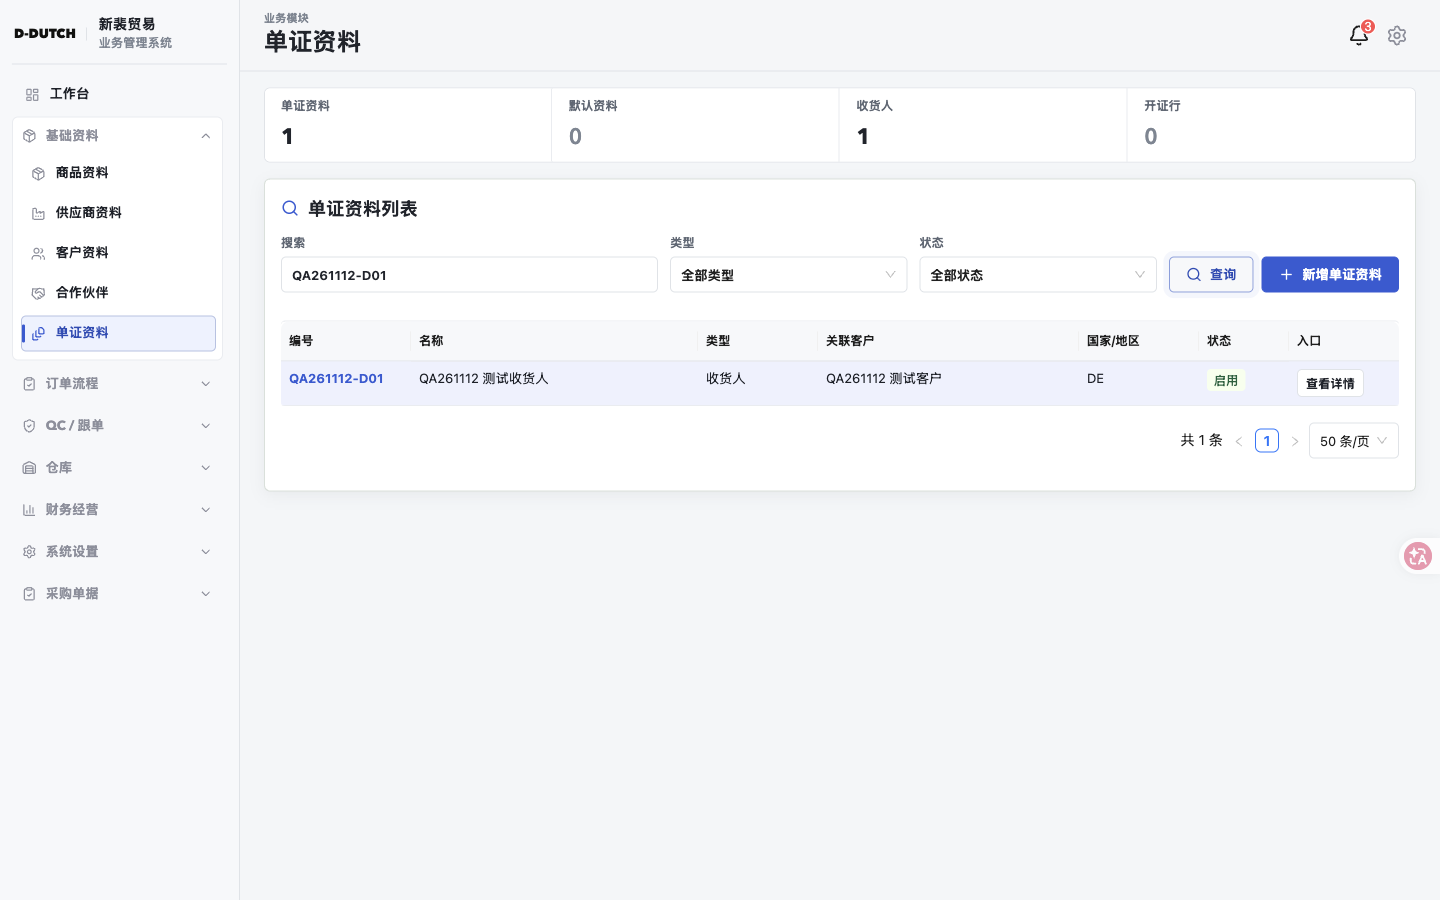 D-DUTCH
新裴贸易
业务管理系统
工作台
基础资料
商品资料
供应商资料
客户资料
合作伙伴
单证资料
订单流程
QC / 跟单
仓库
财务经营
系统设置
采购单据
业务模块
单证资料
3
单证资料
1
默认资料
0
收货人
1
开证行
0
单证资料列表
搜索
类型
状态
QA261112-D01
全部类型
全部状态
查询
新增单证资料
编号 名称 类型 关联客户 国家/地区 状态 入口
QA261112-D01 QA261112 测试收货人 收货人 QA261112 测试客户 DE 启用 查看详情
共 1 条 1 50 条/页